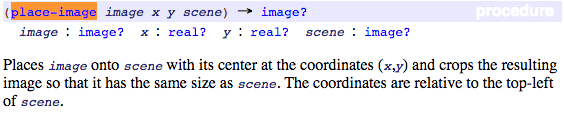 (place-image image x y scene) → image? procedure
image : image? x : real? y : real? scene : image?
Places image onto scene with its center at the coordinates (x,y) and crops the resulting
image so that it has the same size as scene. The coordinates are relative to the top-left
of scene.